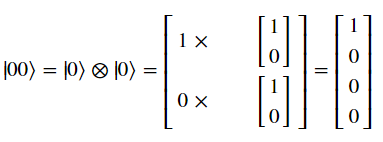 |00⟩ = |0⟩ ⊗ |0⟩ = [ 1 × [1 0] 0 × [1 0] ] = [1 0 0 0]